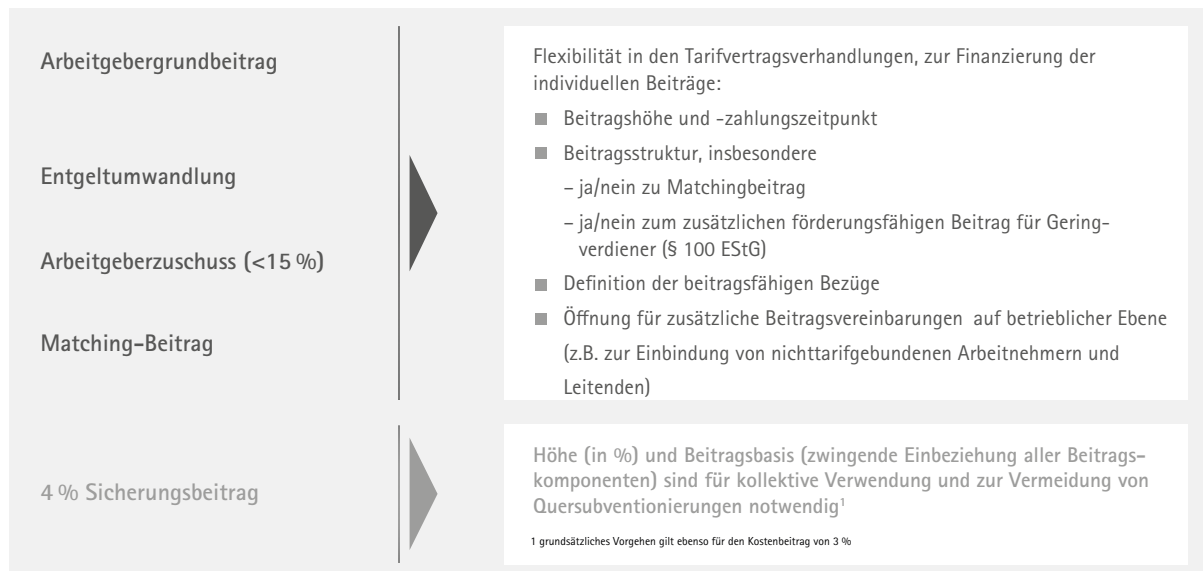 Arbeitgebergrundbeitrag
Entgeltumwandlung
Arbeitgeberzuschuss (<15 %)
Matching-Beitrag
Flexibilität in den Tarifvertragsverhandlungen, zur Finanzierung der
individuellen Beiträge:
■ Beitragshöhe und -zahlungszeitpunkt
■ Beitragsstruktur, insbesondere
– ja/nein zu Matchingbeitrag
– ja/nein zum zusätzlichen förderungsfähigen Beitrag für Gering-
verdiener (§ 100 EStG)
■ Definition der beitragsfähigen Bezüge
■ Öffnung für zusätzliche Beitragsvereinbarungen auf betrieblicher Ebene
(z.B. zur Einbindung von nichttarifgebundenen Arbeitnehmern und
Leitenden)
4 % Sicherungsbeitrag
Höhe (in %) und Beitragsbasis (zwingende Einbeziehung aller Beitrags-
komponenten) sind für kollektive Verwendung und zur Vermeidung von
Quersubventionierungen notwendig¹
1 grundsätzliches Vorgehen gilt ebenso für den Kostenbeitrag von 3 %